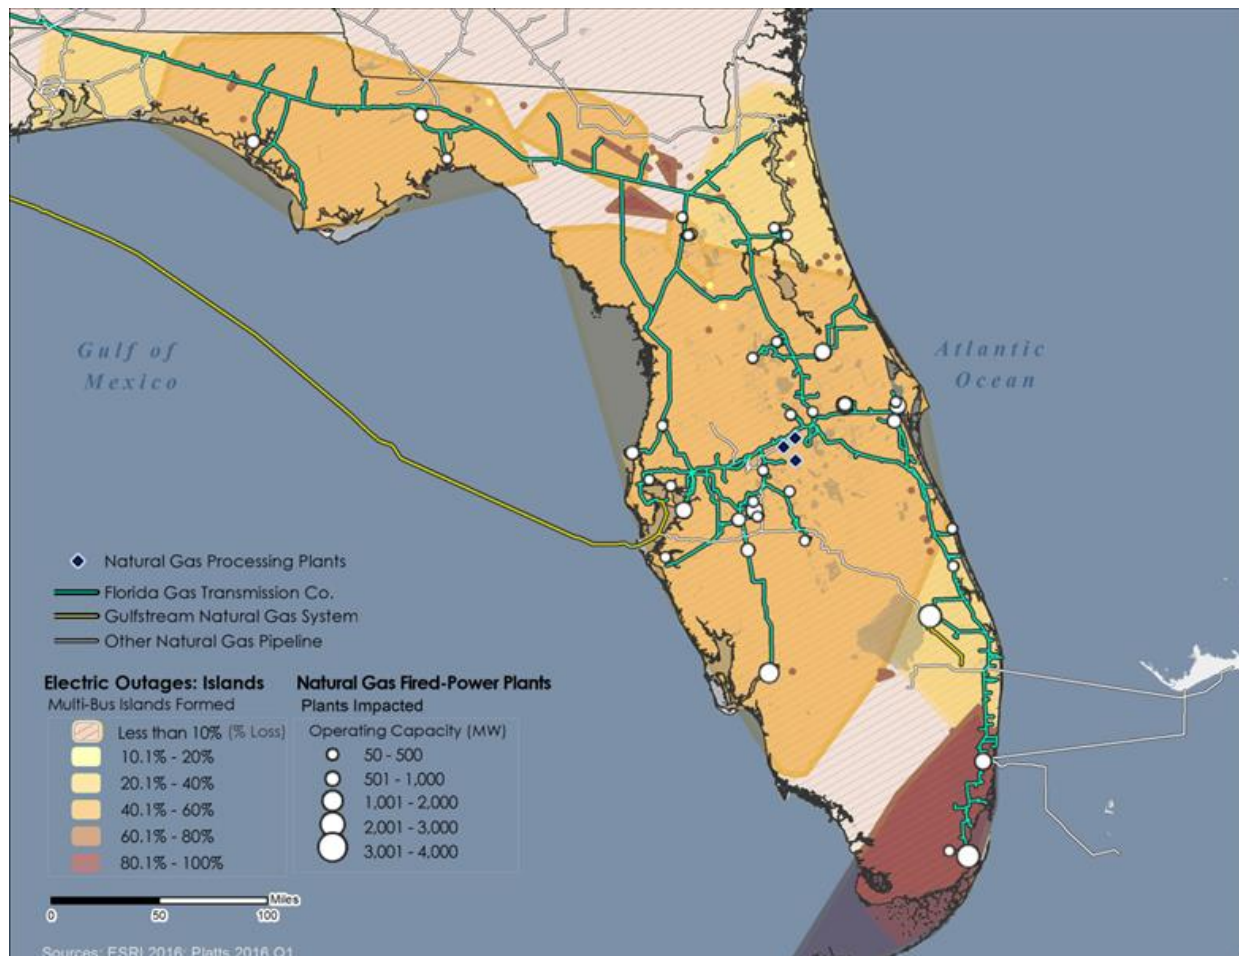 Gulf of
Mexico
Atlantic
Ocean
Natural Gas Processing Plants
Florida Gas Transmission Co.
Gulfstream Natural Gas System
Other Natural Gas Pipeline
Electric Outages: Islands
Multi-Bus Islands Formed
Less than 10% (% Loss)
10.1% - 20%
20.1% - 40%
40.1% - 60%
60.1% - 80%
80.1% - 100%
Natural Gas Fired-Power Plants
Plants Impacted
Operating Capacity (MW)
50 - 500
501 - 1,000
1,001 - 2,000
2,001 - 3,000
3,001 - 4,000
Miles
0 50 100
Sources: ESRI 2016; Platts 2016 Q1